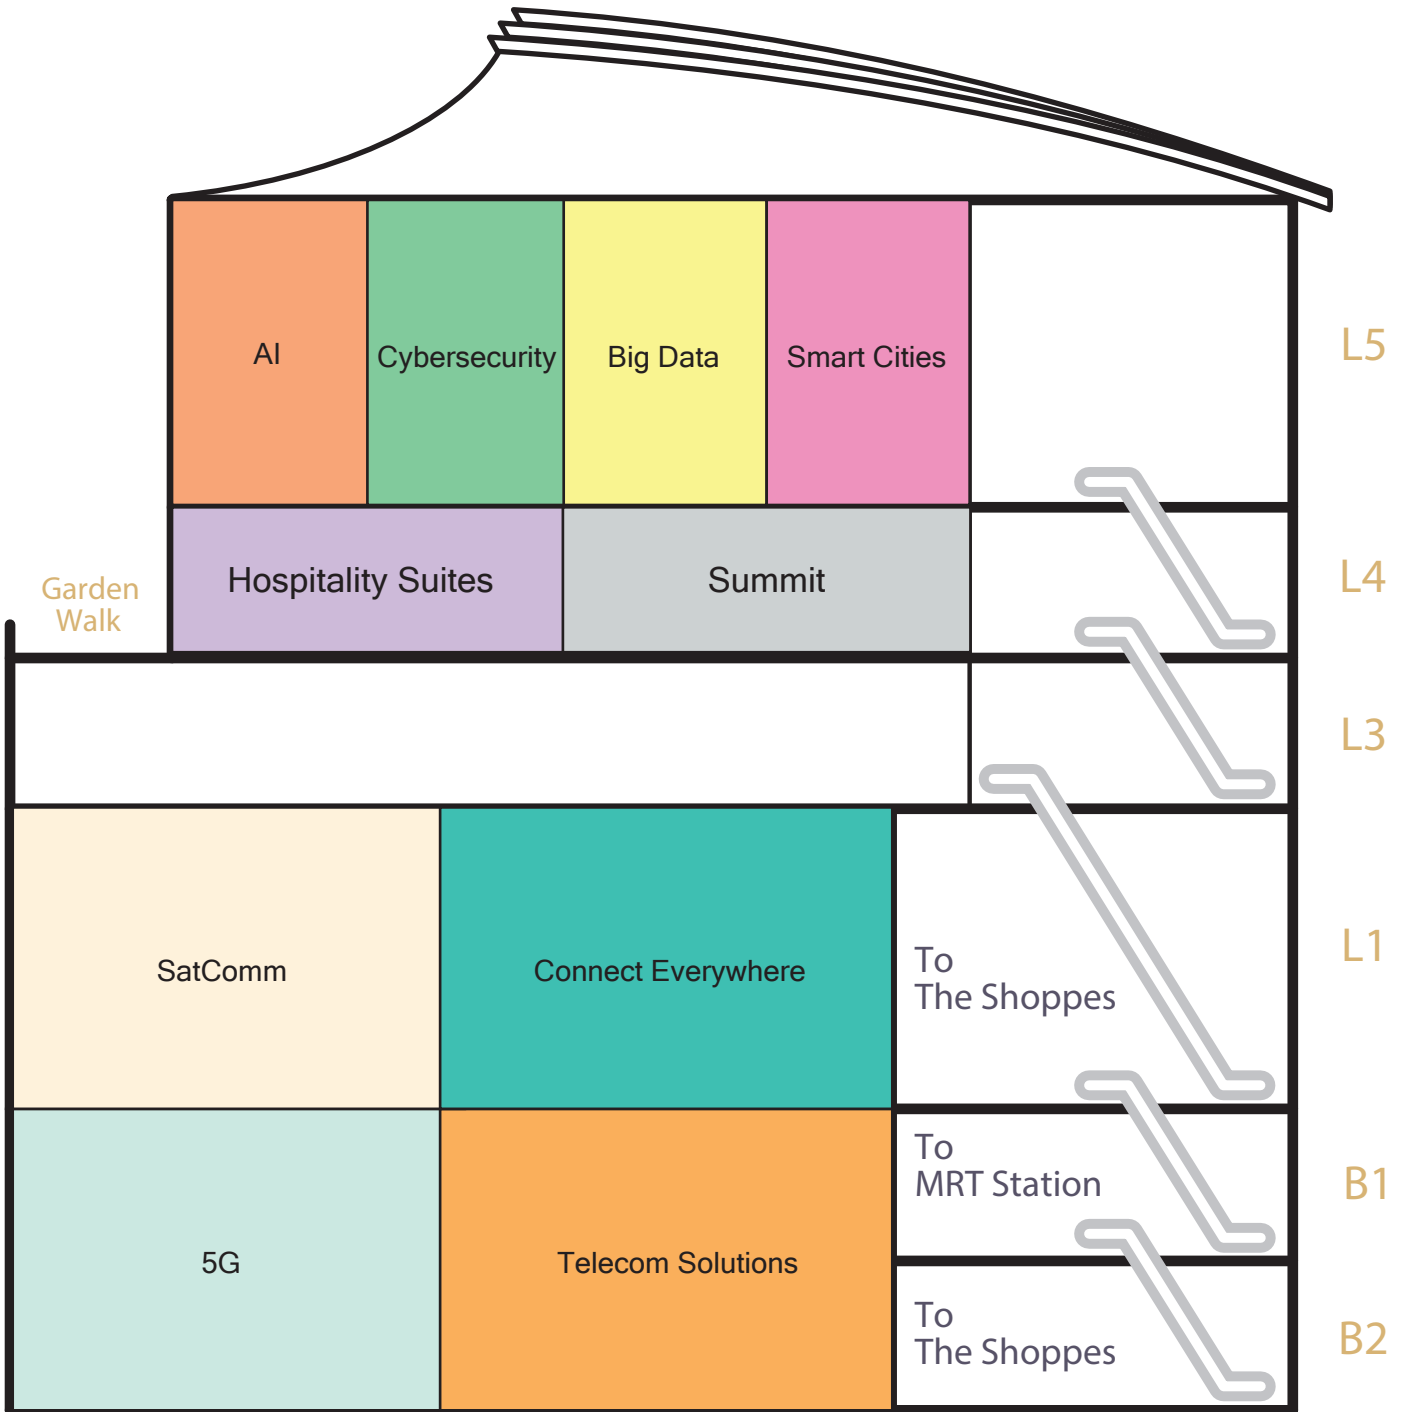 AI
Cybersecurity
Big Data
Smart Cities
L5
Hospitality Suites
Summit
L4
Garden
Walk
L3
SatComm
Connect Everywhere
To
The Shoppes
L1
To
MRT Station
B1
5G
Telecom Solutions
To
The Shoppes
B2